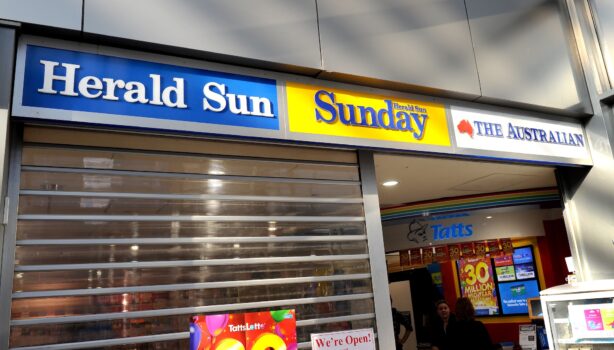 Herald Sun
Herald Sun
Sunday
THE AUSTRALIAN
Tatts
30
MILLION
TattsLotto
We're Open!